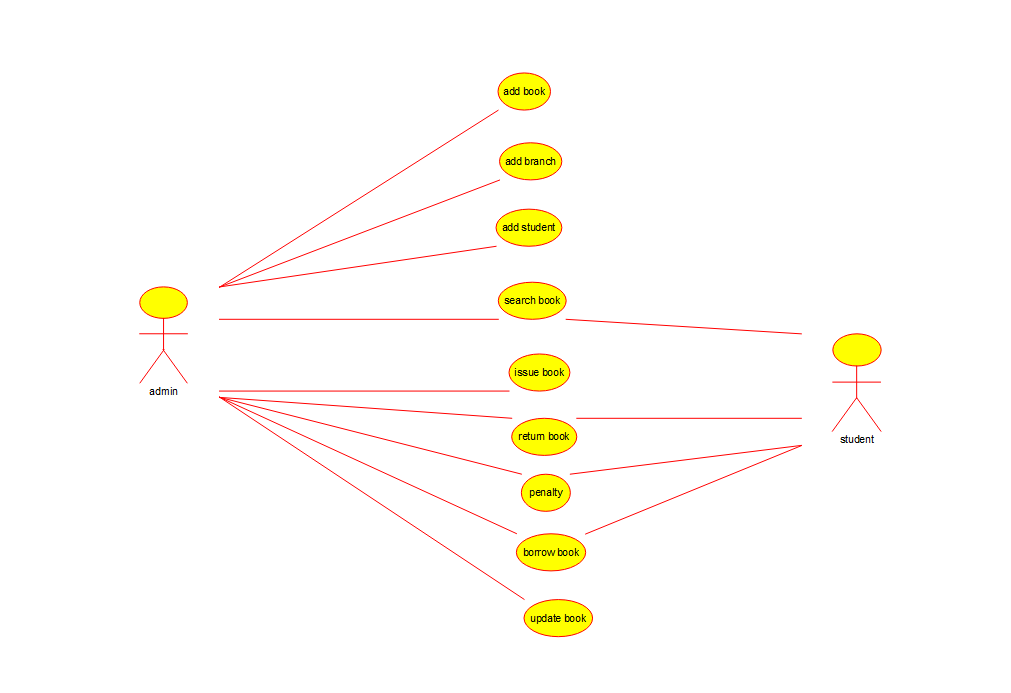 add book
add branch
add student
search book
admin
issue book
return book
student
penalty
borrow book
update book